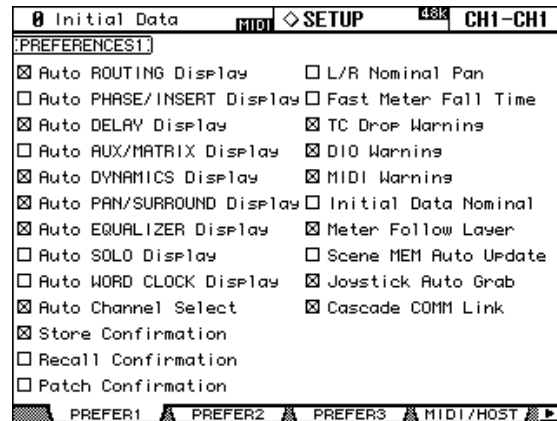 0 Initial Data MIDI ◇SETUP 48k CH1-CH1
PREFERENCES1
☒ Auto ROUTING Display ☐ L/R Nominal Pan
☐ Auto PHASE/INSERT Display ☐ Fast Meter Fall Time
☒ Auto DELAY Display ☒ TC Drop Warning
☐ Auto AUX/MATRIX Display ☒ DIO Warning
☒ Auto DYNAMICS Display ☒ MIDI Warning
☒ Auto PAN/SURROUND Display ☐ Initial Data Nominal
☒ Auto EQUALIZER Display ☒ Meter Follow Layer
☐ Auto SOLO Display ☐ Scene MEM Auto Update
☐ Auto WORD CLOCK Display ☒ Joystick Auto Grab
☒ Auto Channel Select ☒ Cascade COMM Link
☒ Store Confirmation
☐ Recall Confirmation
☐ Patch Confirmation
PREFER1 PREFER2 PREFER3 MIDI/HOST